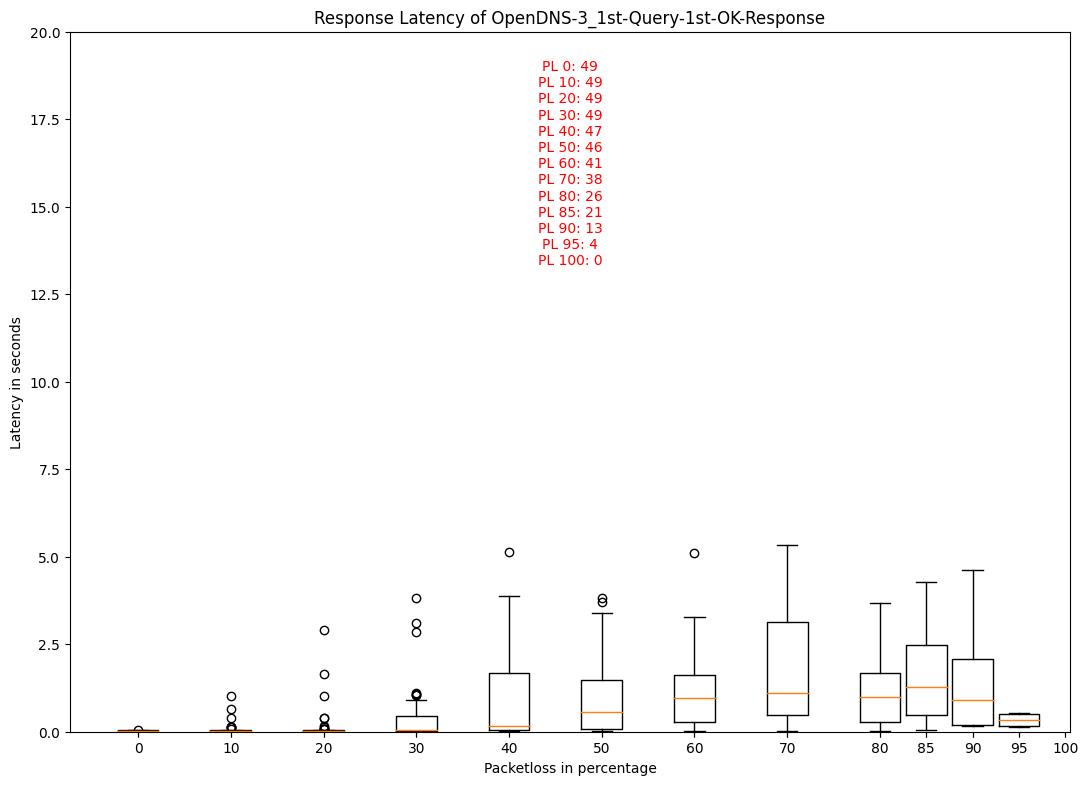 Response Latency of OpenDNS-3_1st-Query-1st-OK-Response
20.0
17.5
15.0
12.5
10.0
7.5
5.0
2.5
0.0
Latency in seconds
PL 0: 49
PL 10: 49
PL 20: 49
PL 30: 49
PL 40: 47
PL 50: 46
PL 60: 41
PL 70: 38
PL 80: 26
PL 85: 21
PL 90: 13
PL 95: 4
PL 100: 0
0 10 20 30 40 50 60 70 80 85 90 95 100
Packetloss in percentage